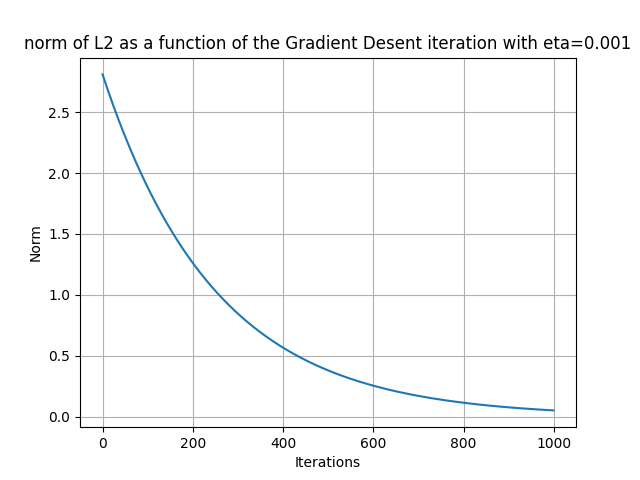 norm of L2 as a function of the Gradient Desent iteration with eta=0.001
2.5
2.0
1.5
1.0
0.5
0.0
Norm
0 200 400 600 800 1000
Iterations